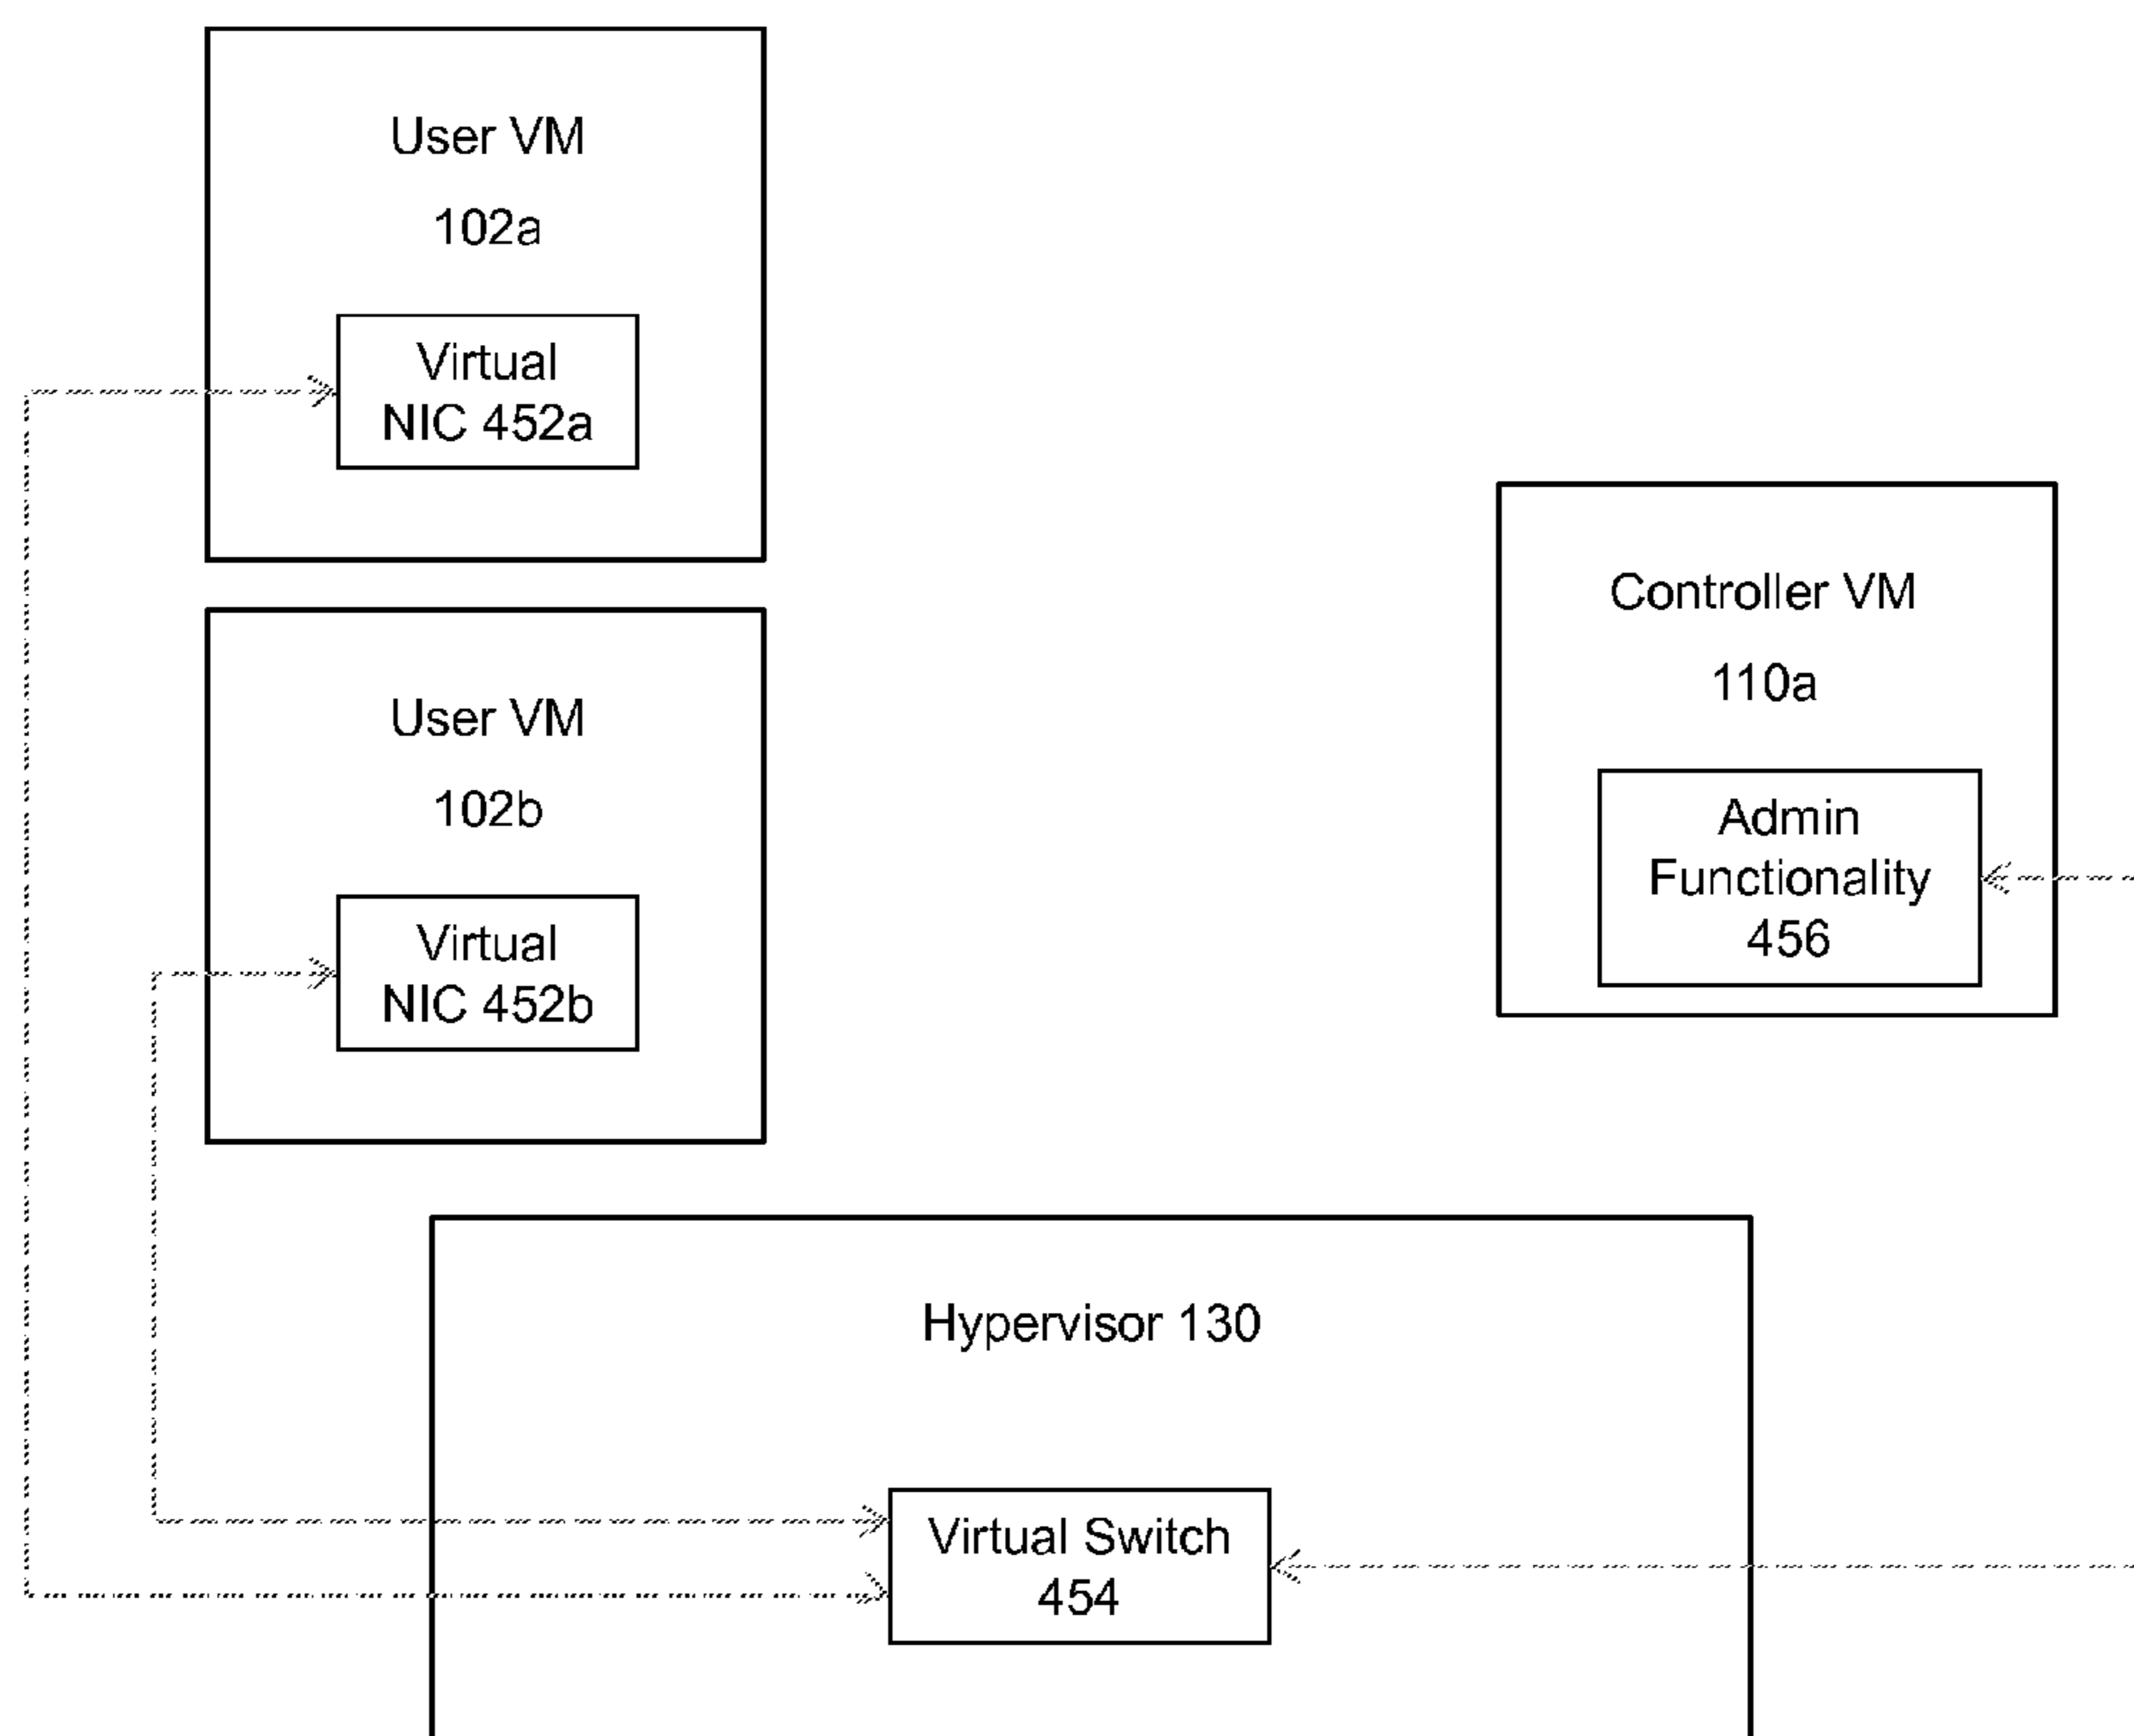 User VM
102a
Virtual
NIC 452a
User VM
102b
Virtual
NIC 452b
Controller VM
110a
Admin
Functionality
456
Hypervisor 130
Virtual Switch
454